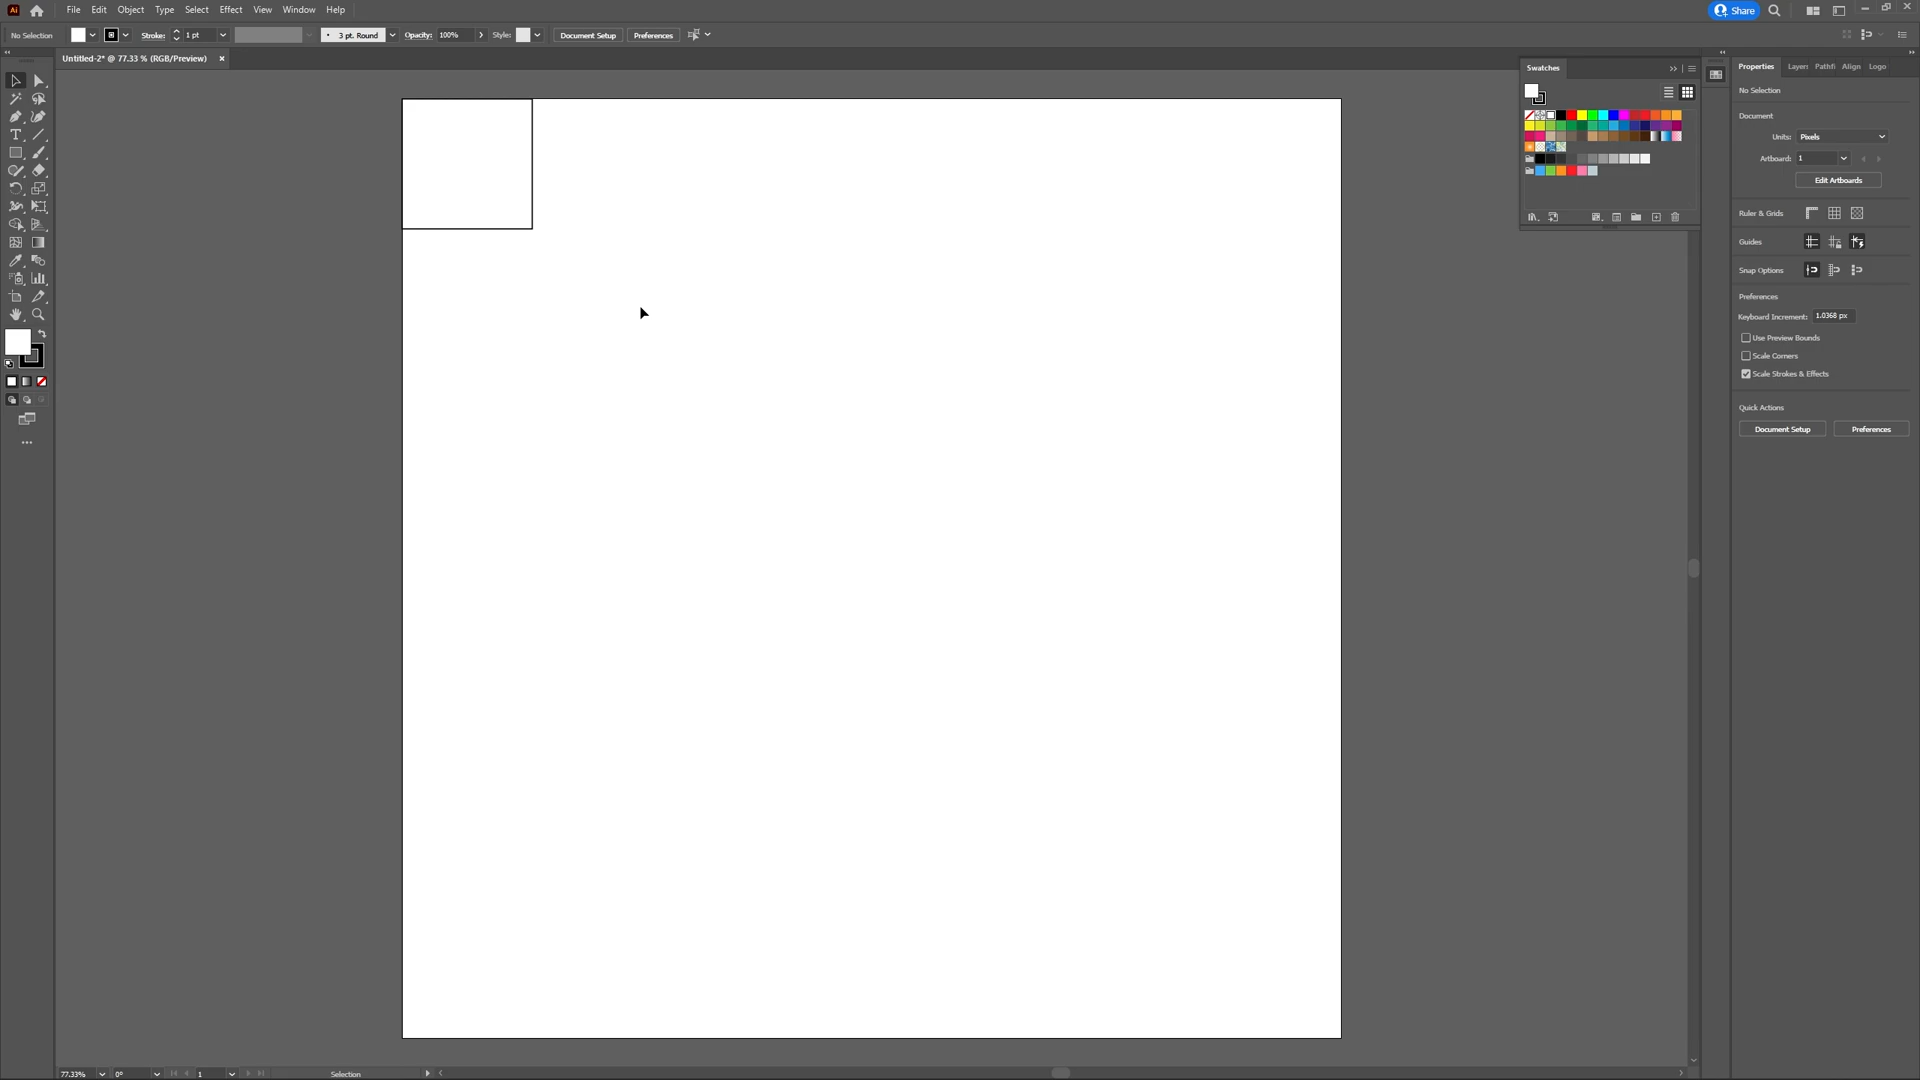 Ai File Edit Object Type Select Effect View Window Help Share
No Selection Stroke: 1 pt 3 pt. Round Opacity: 100% Style: Document Setup Preferences
Untitled-2* @ 77.33 % (RGB/Preview) ×
Swatches
Properties Layers Pathfi Align Logo
No Selection
Document
Units: Pixels
Artboard: 1
Edit Artboards
Ruler & Grids
Guides
Snap Options
Preferences
Keyboard Increment: 1.0368 px
Use Preview Bounds
Scale Corners
Scale Strokes & Effects
Quick Actions
Document Setup Preferences
77.33% 0° 1 Selection